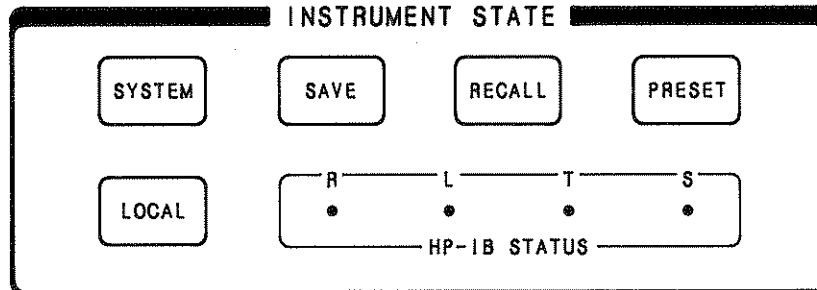 INSTRUMENT STATE
SYSTEM SAVE RECALL PRESET
LOCAL R L T S
HP-IB STATUS